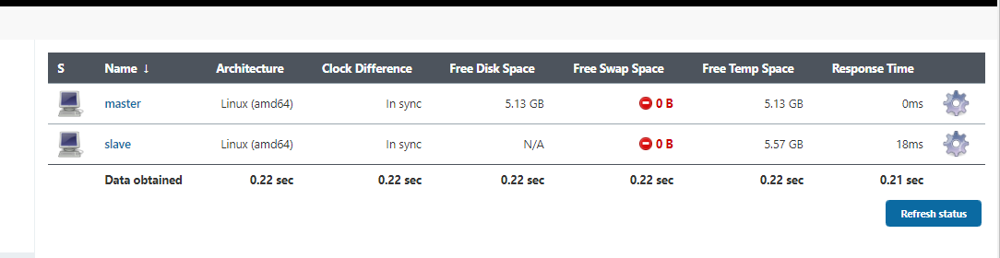 S Name ↓ Architecture Clock Difference Free Disk Space Free Swap Space Free Temp Space Response Time
master Linux (amd64) In sync 5.13 GB 0 B 5.13 GB 0ms
slave Linux (amd64) In sync N/A 0 B 5.57 GB 18ms
Data obtained 0.22 sec 0.22 sec 0.22 sec 0.22 sec 0.22 sec 0.21 sec
Refresh status